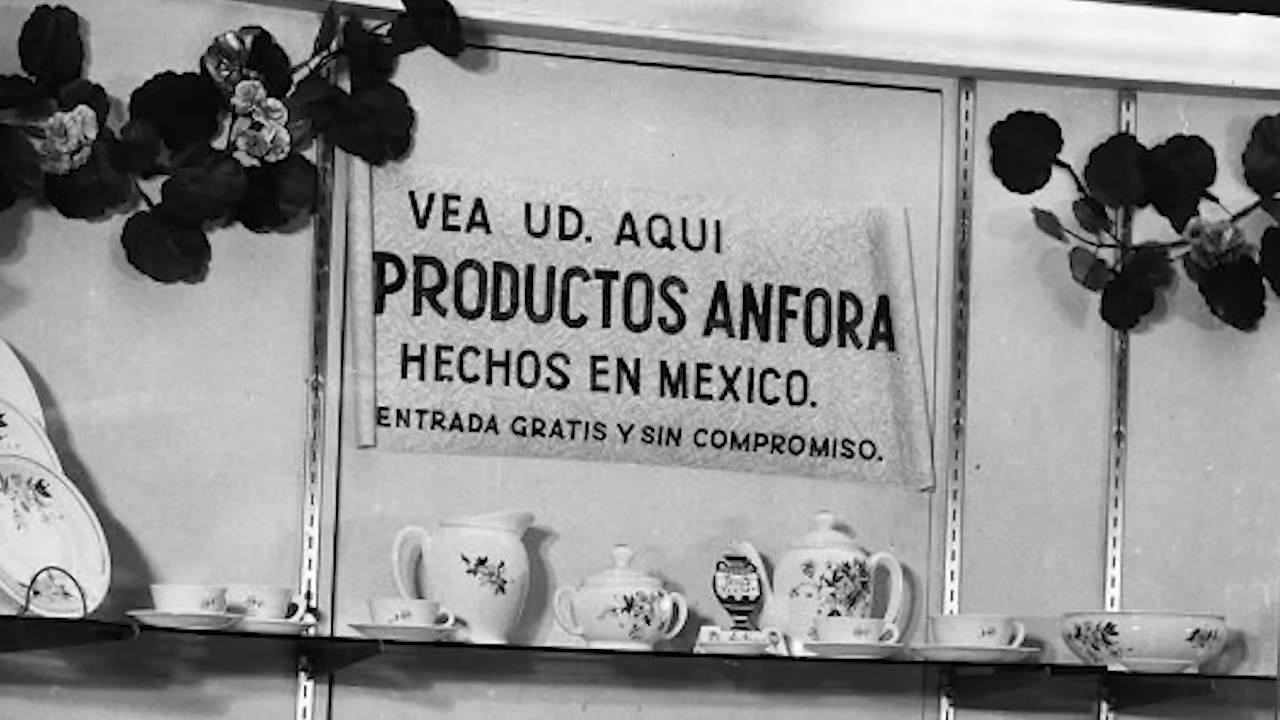 VEA UD. AQUI
PRODUCTOS ANFORA
HECHOS EN MEXICO.
ENTRADA GRATIS Y SIN COMPROMISO.